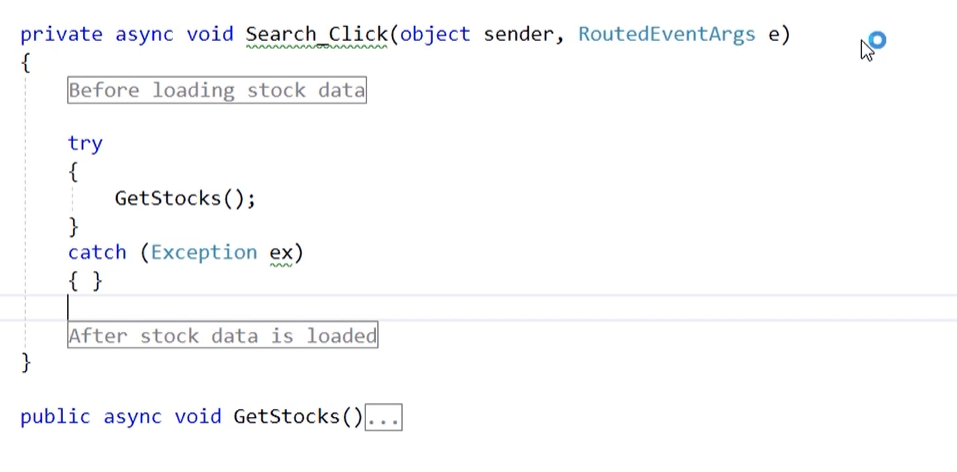 private async void Search_Click(object sender, RoutedEventArgs e)
{
Before loading stock data
try
{
GetStocks();
}
catch (Exception ex)
{ }
After stock data is loaded
}
public async void GetStocks()...